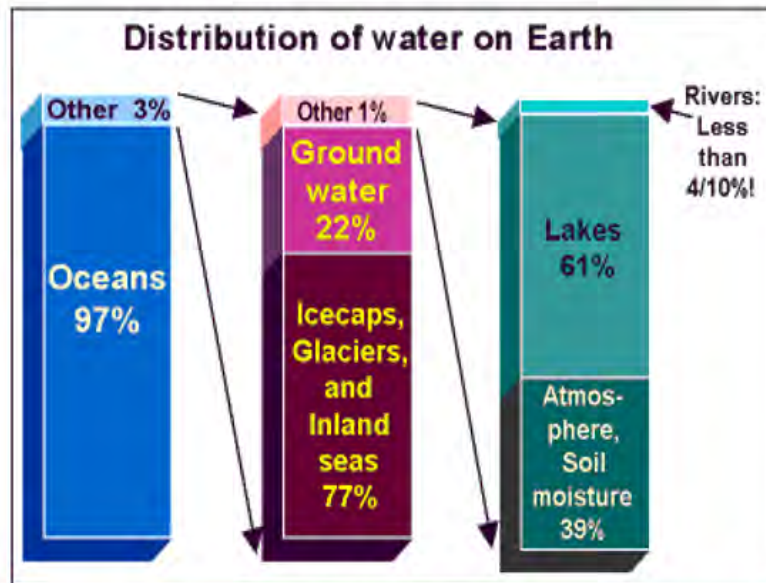 Distribution of water on Earth
Other 3%
Oceans
97%
Other 1%
Ground
water
22%
Icecaps,
Glaciers,
and
Inland
seas
77%
Rivers:
Less
than
4/10%!
Lakes
61%
Atmos-
phere,
Soil
moisture
39%